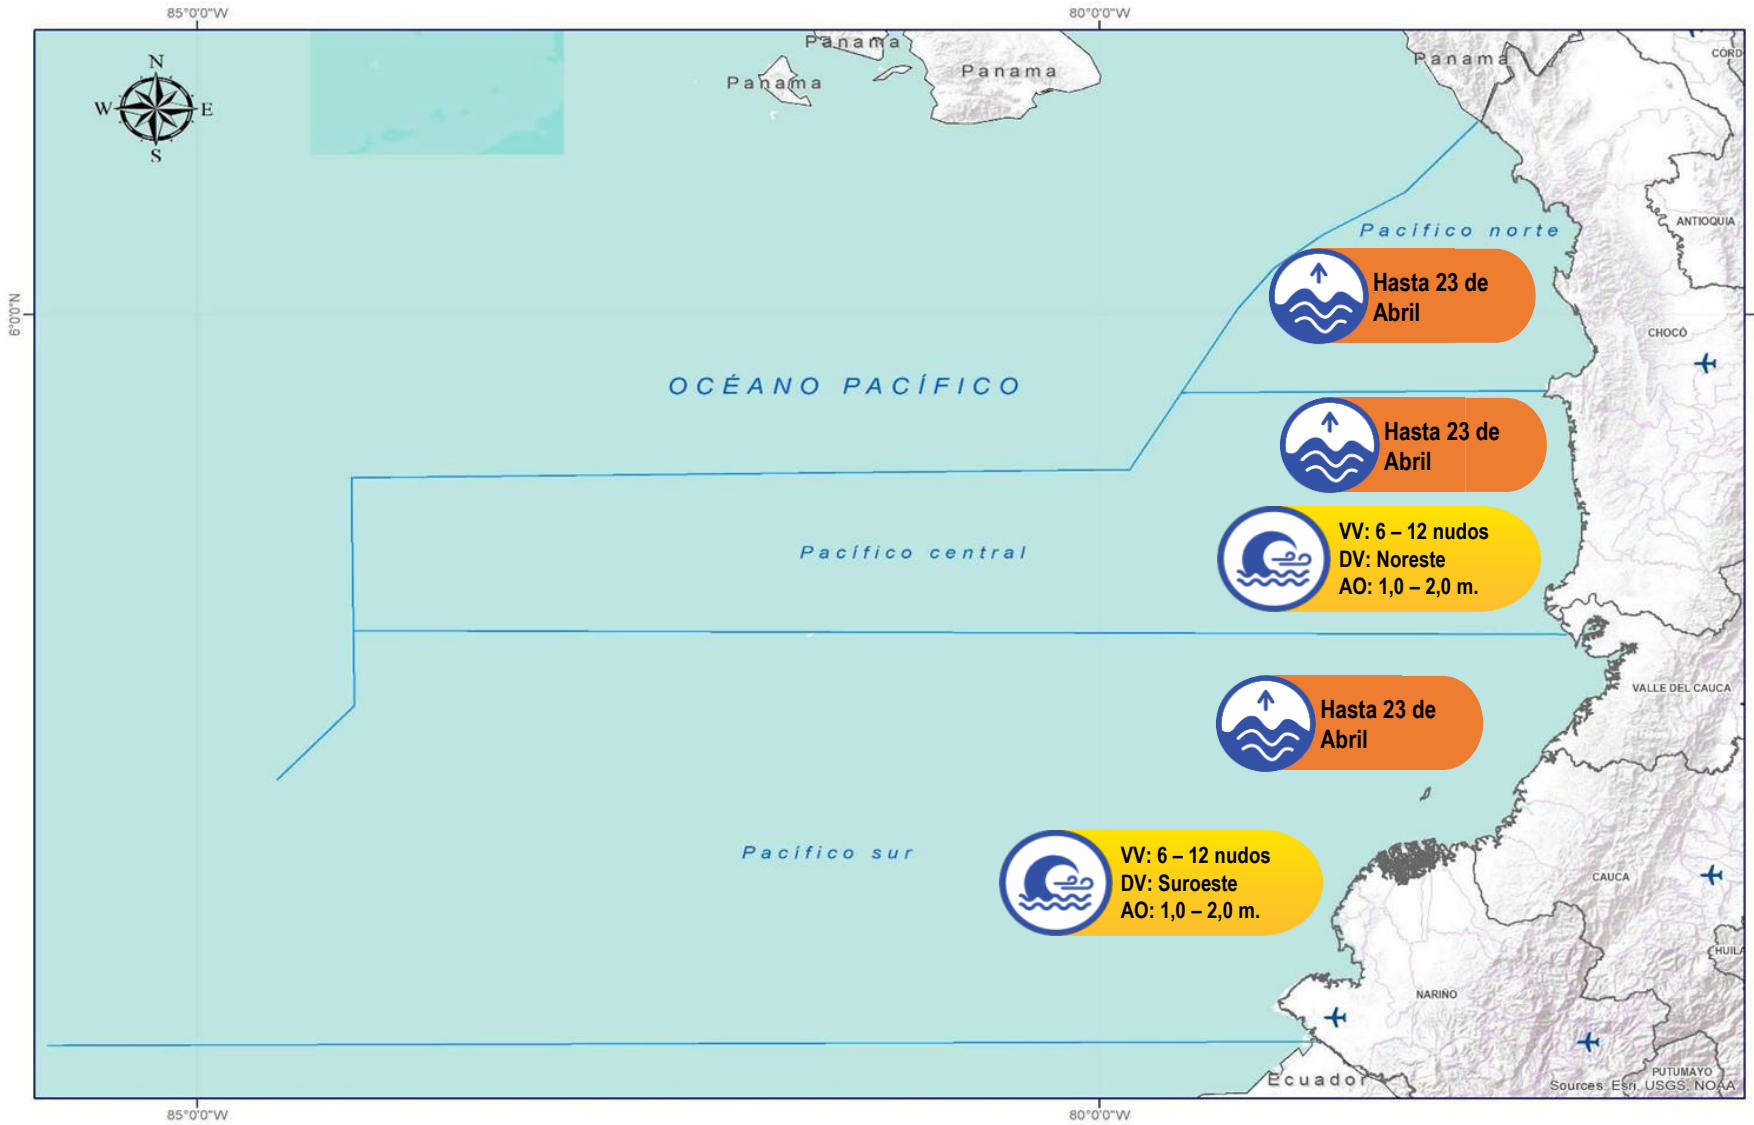 85°0'0"W
80°0'0"W
N
W
E
S
Panama
Panama
Panama
Panama
CÓRD
ANTIOQUIA
Pacífico norte
Hasta 23 de
Abril
6°0'0"N
CHOCÓ
OCÉANO PACÍFICO
Hasta 23 de
Abril
VV: 6 – 12 nudos
DV: Noreste
AO: 1,0 – 2,0 m.
Pacífico central
VALLE DEL CAUCA
Hasta 23 de
Abril
VV: 6 – 12 nudos
DV: Suroeste
AO: 1,0 – 2,0 m.
Pacífico sur
CAUCA
HUILA
NARIÑO
Ecuador
PUTUMAYO
Sources: Esri, USGS, NOAA
85°0'0"W
80°0'0"W